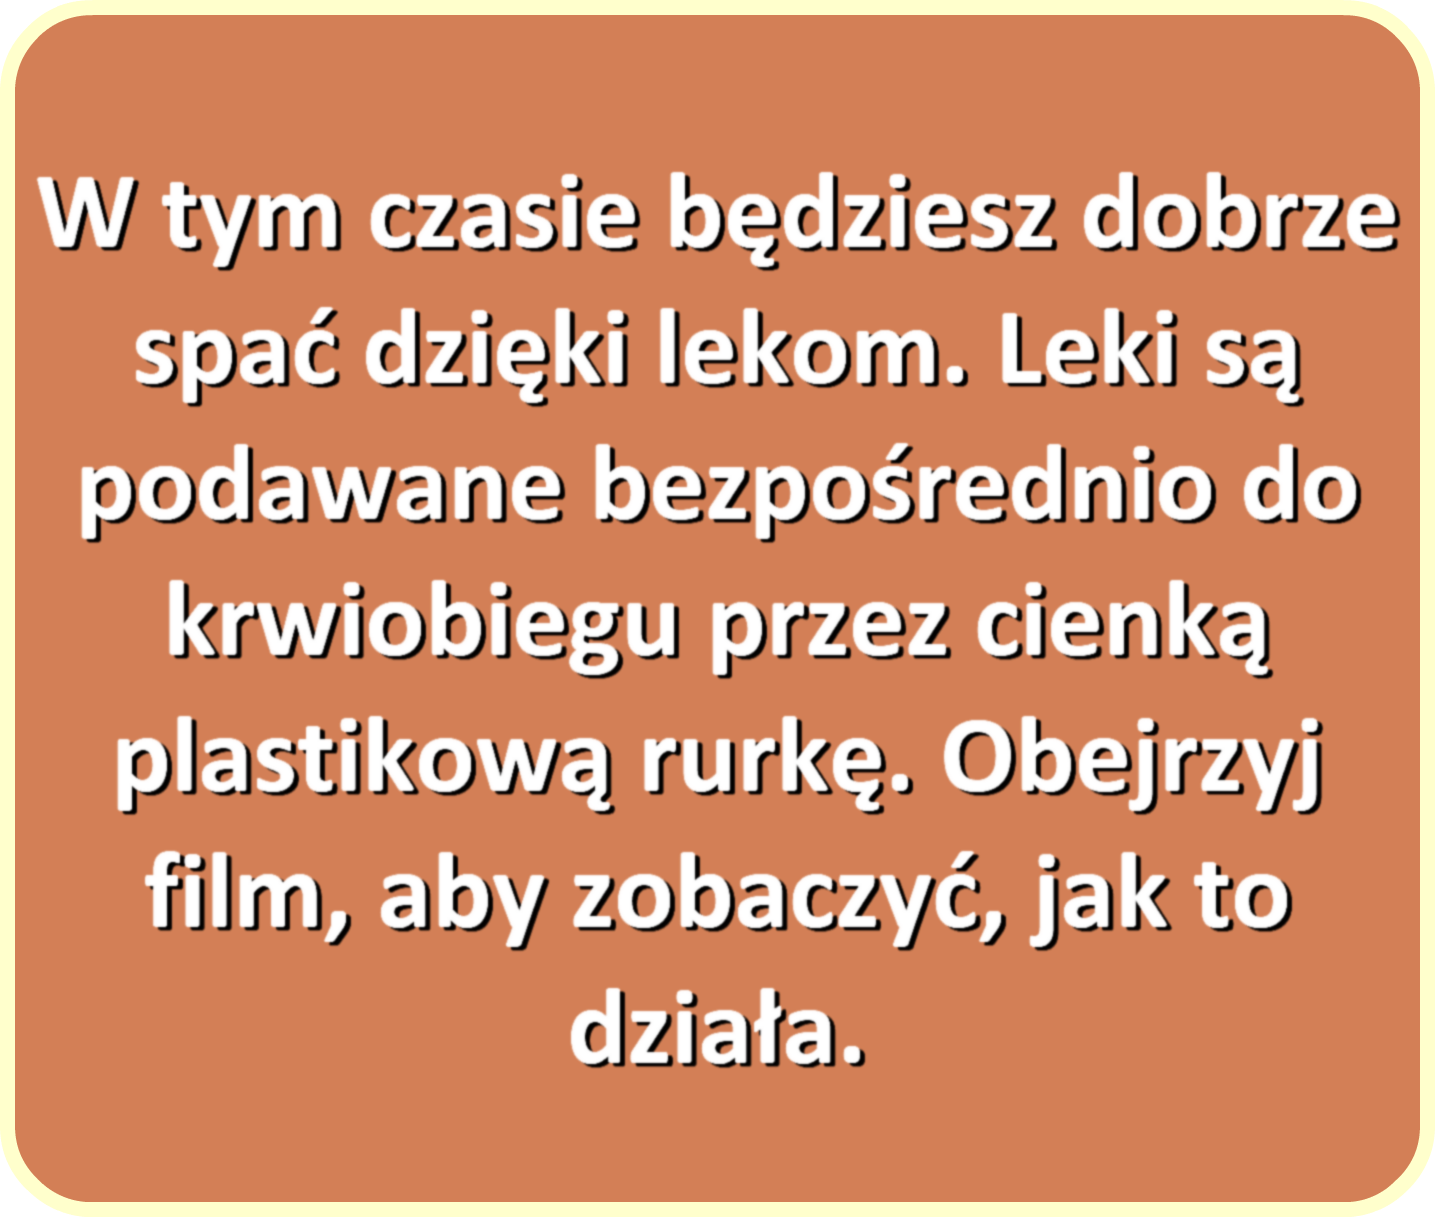 W tym czasie będziesz dobrze
spać dzięki lekom. Leki są
podawane bezpośrednio do
krwiobiegu przez cienką
plastikową rurkę. Obejrzyj
film, aby zobaczyć, jak to
działa.